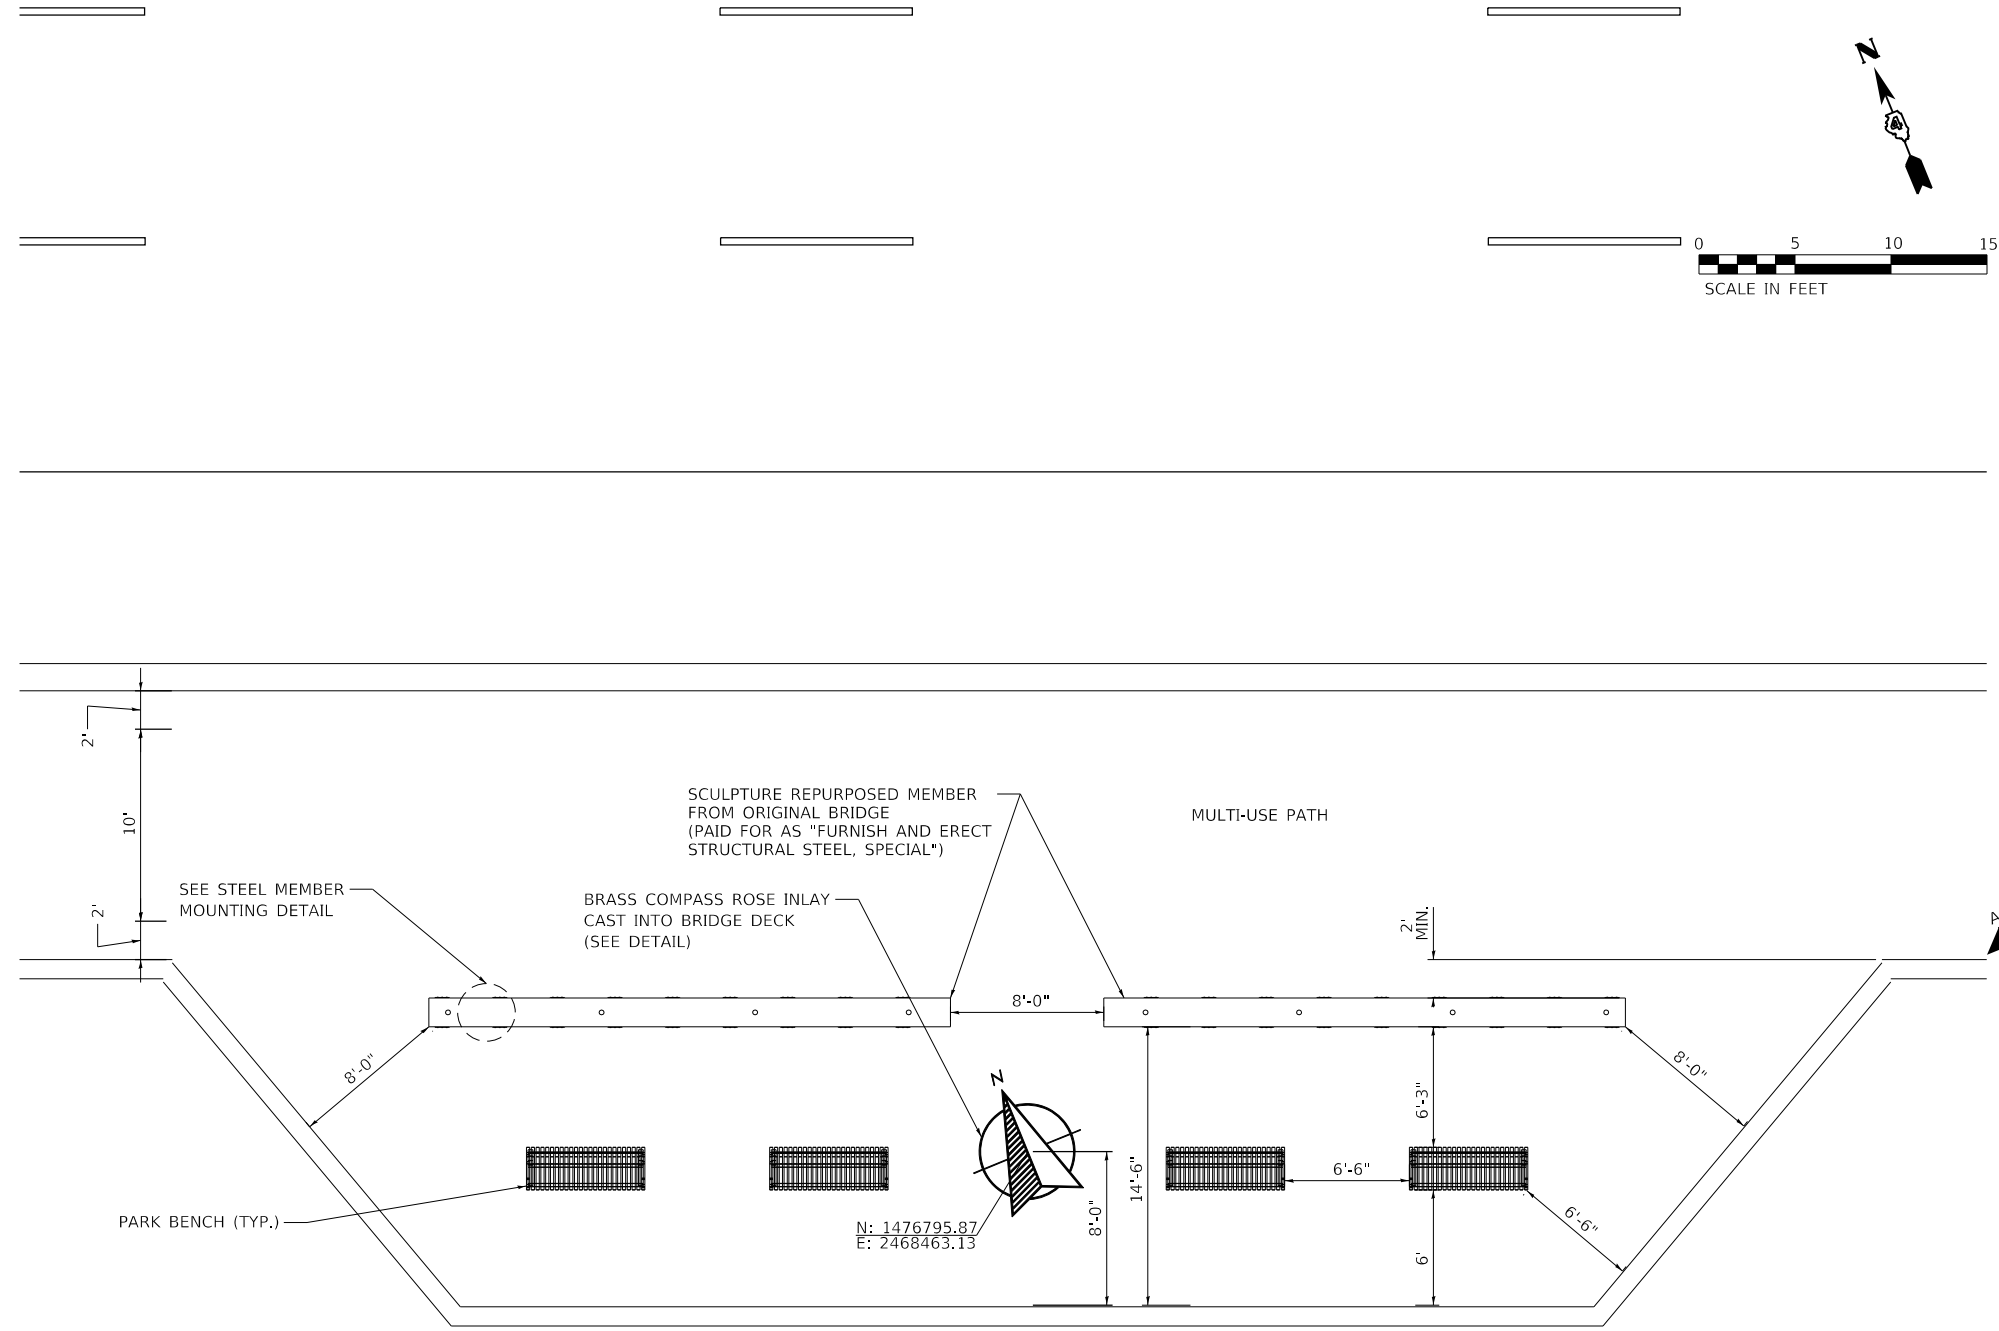 N
4
0 5 10 15
SCALE IN FEET
2'
10'
2'
SCULPTURE REPURPOSED MEMBER
FROM ORIGINAL BRIDGE
(PAID FOR AS "FURNISH AND ERECT
STRUCTURAL STEEL, SPECIAL")
MULTI-USE PATH
SEE STEEL MEMBER
MOUNTING DETAIL
BRASS COMPASS ROSE INLAY
CAST INTO BRIDGE DECK
(SEE DETAIL)
2'
MIN.
8'-0"
8'-0"
8'-0"
N
6'-3"
14'-6"
8'-0"
6'-6"
6'-6"
6'
PARK BENCH (TYP.)
N: 1476795.87
E: 2468463.13